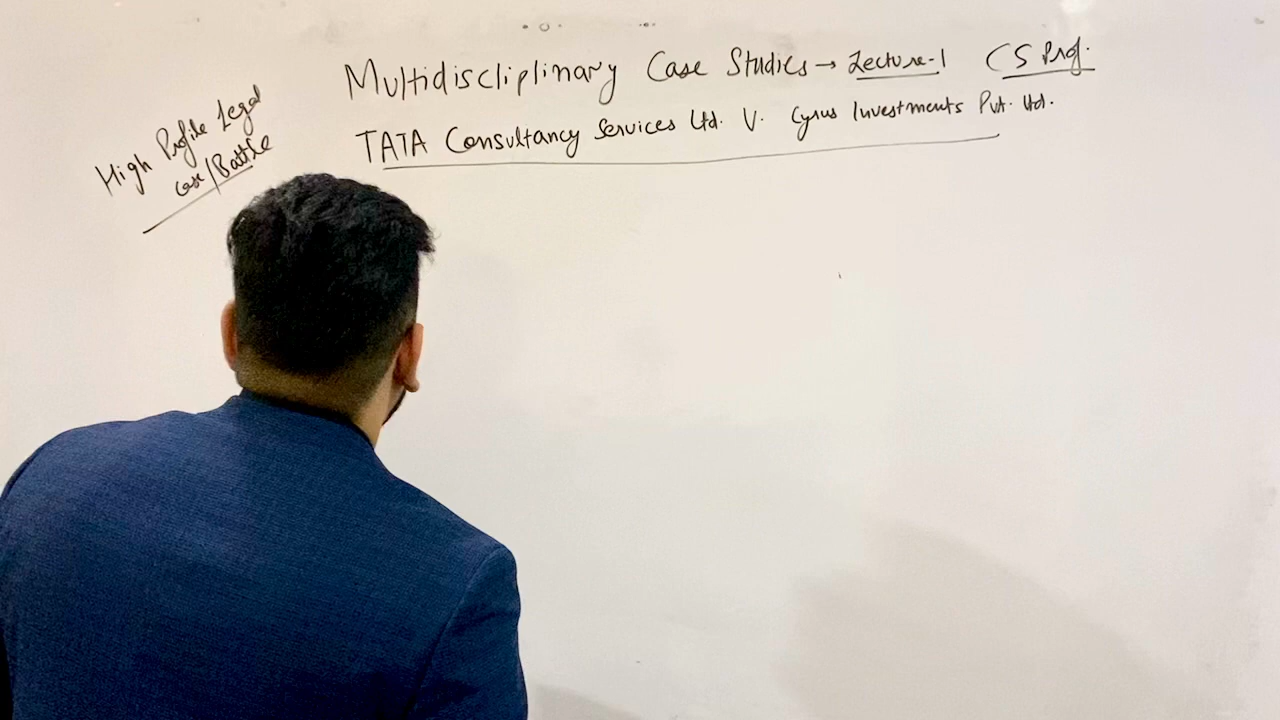 Multidiscliplinary Case Studies → Lecture-1 CS Prof.
TATA Consultancy Services Ltd. V. Cyrus Investments Pvt. Ltd.
High Profile Legal
Case/Battle